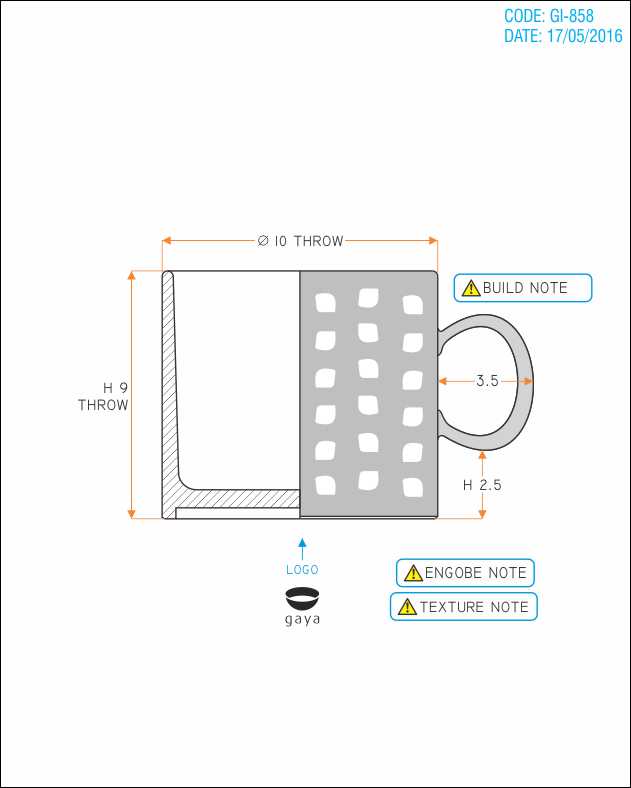 CODE: GI-858
DATE: 17/05/2016
Ø 10 THROW
BUILD NOTE
3.5
H 9
THROW
H 2.5
LOGO
gaya
ENGOBE NOTE
TEXTURE NOTE